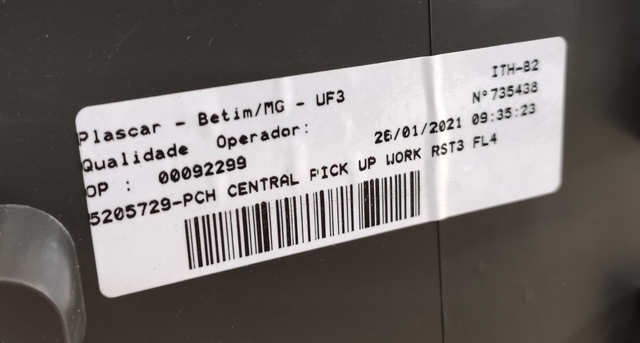 ITH-82
Plascar - Betim/MG - UF3 N°735438
Qualidade Operador: 26/01/2021 09:35:23
OP : 00092299
5205729-PCH CENTRAL PICK UP WORK RST3 FL4